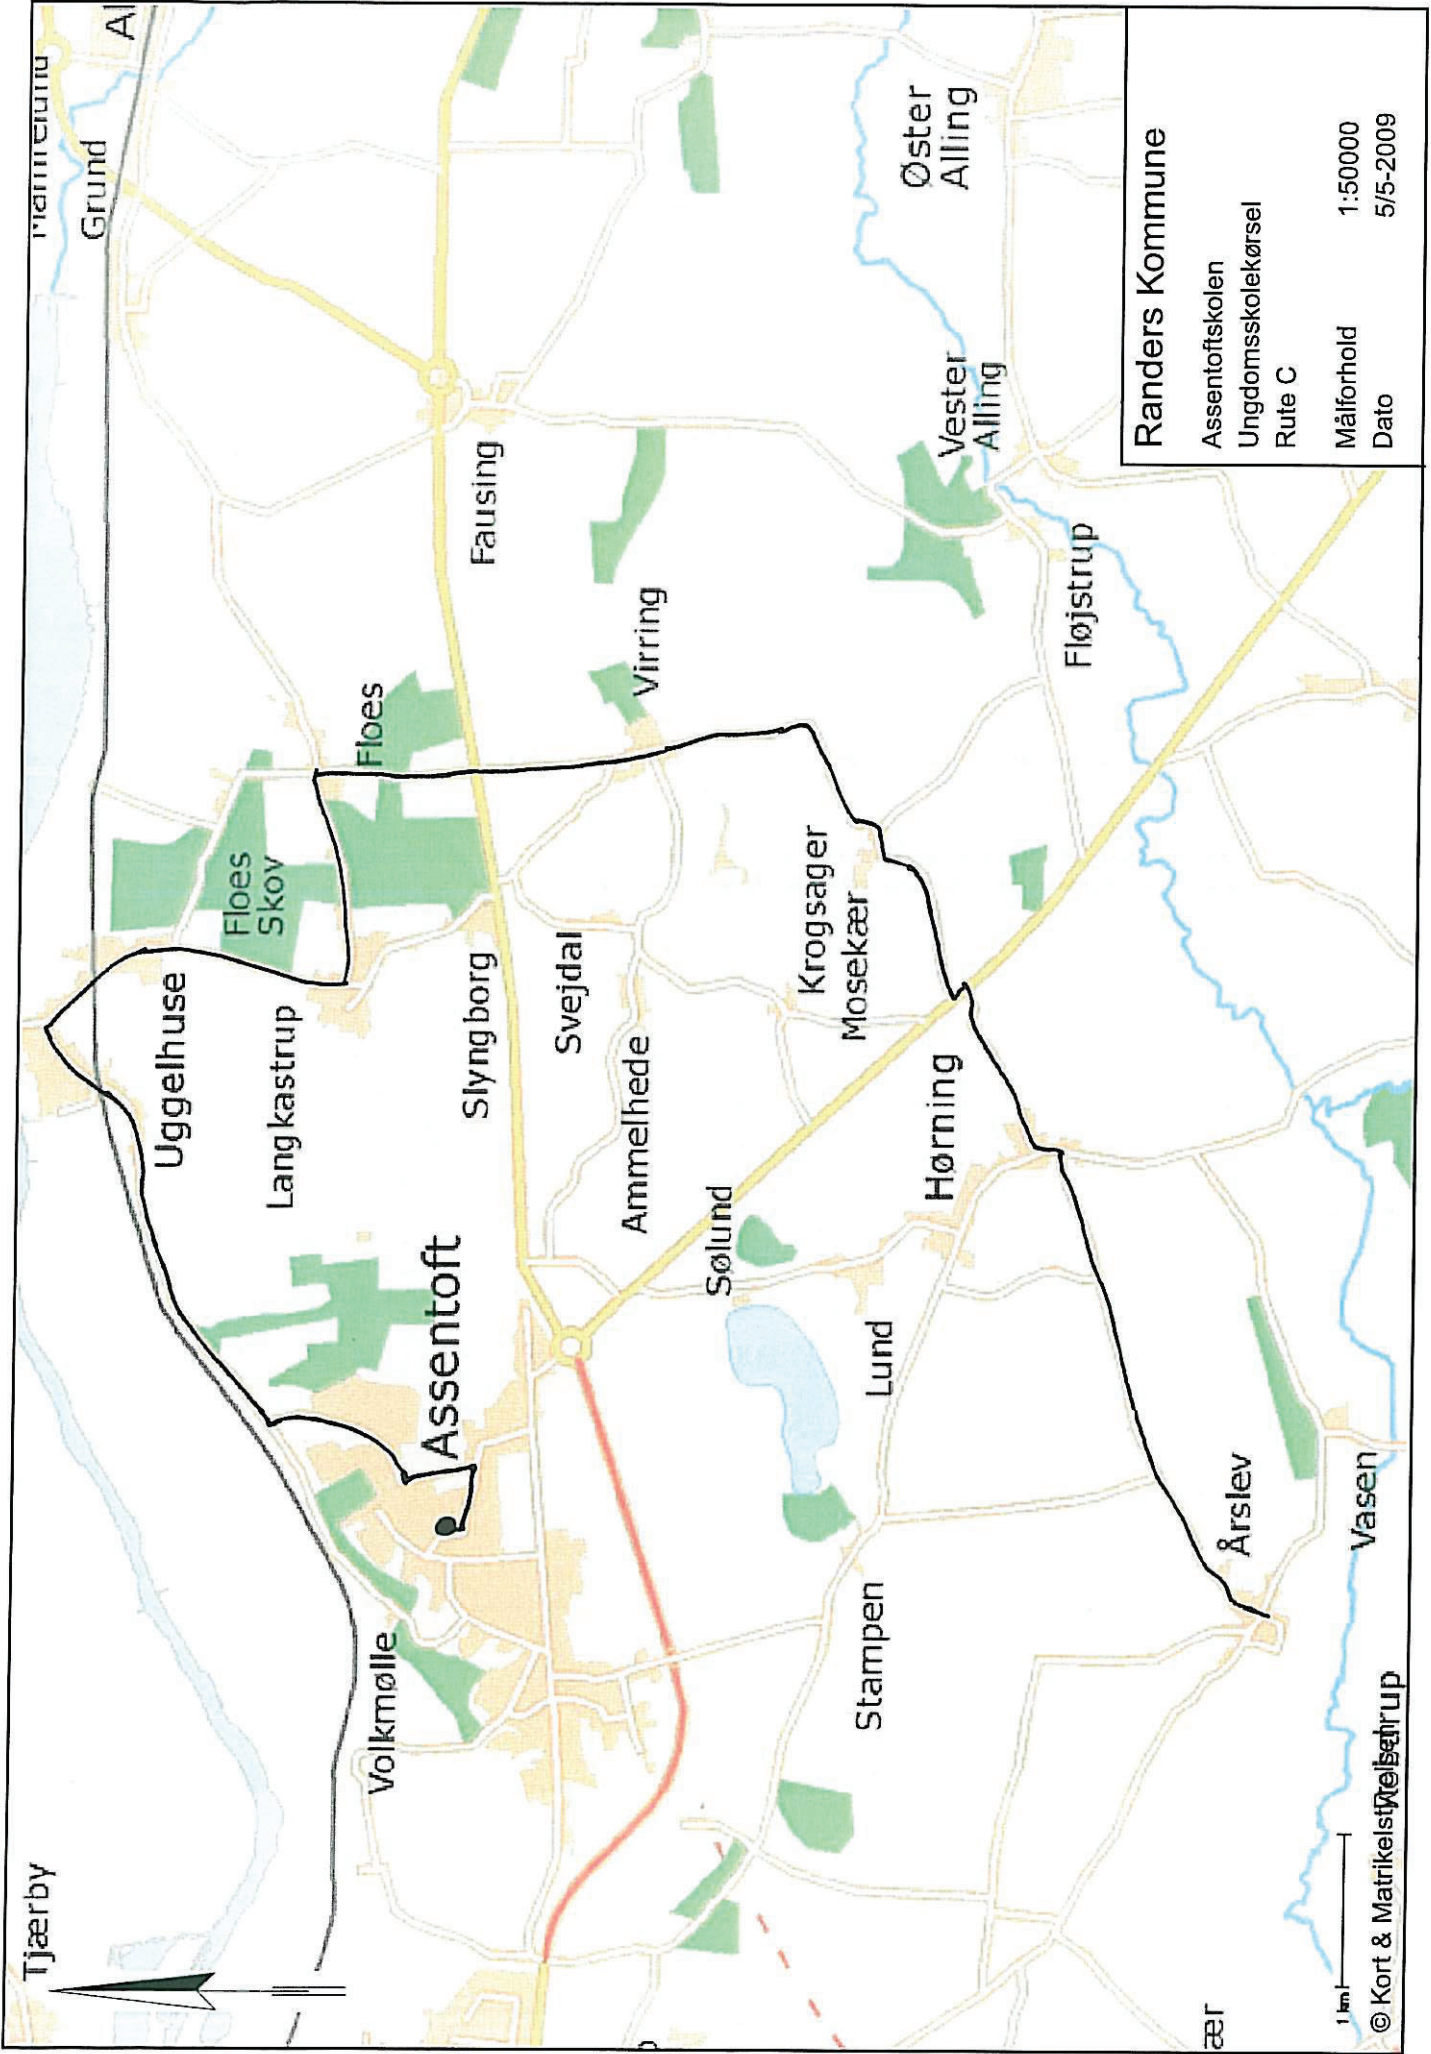 Tjærby
Grund
Al
Uggelhuse
Floes
Skov
Langkastrup
Floes
Volkmølle
Assentoft
Slyngborg
Fausing
Svejdal
Virring
Ammelhede
Sølund
Krogsager
Mosekær
Øster
Alling
Vester
Alling
Lund
Hørning
Stampen
Fløjstrup
Årslev
Vasen
ær
1 km
© Kort & Matrikelstyrelsen
Randers Kommune
Assentoftskolen
Ungdomsskolekørsel
Rute C
Målforhold 1:50000
Dato 5/5-2009